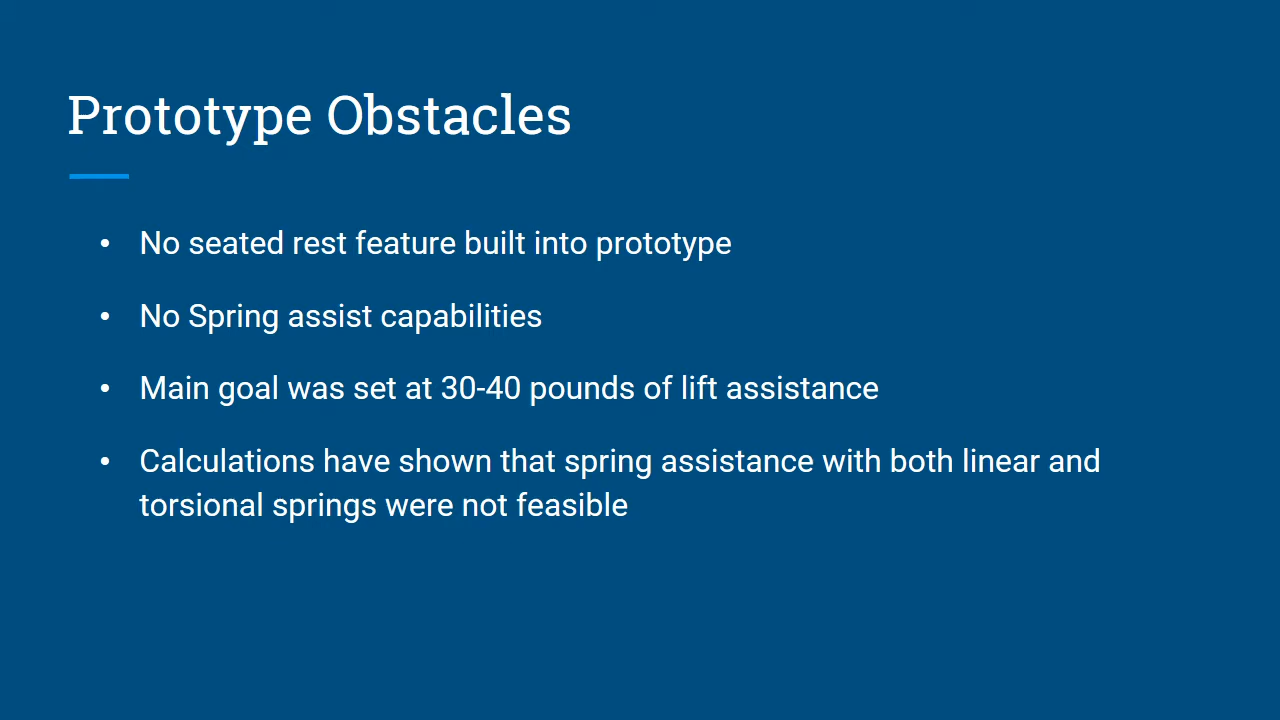 Prototype Obstacles
• No seated rest feature built into prototype
• No Spring assist capabilities
• Main goal was set at 30-40 pounds of lift assistance
• Calculations have shown that spring assistance with both linear and
torsional springs were not feasible